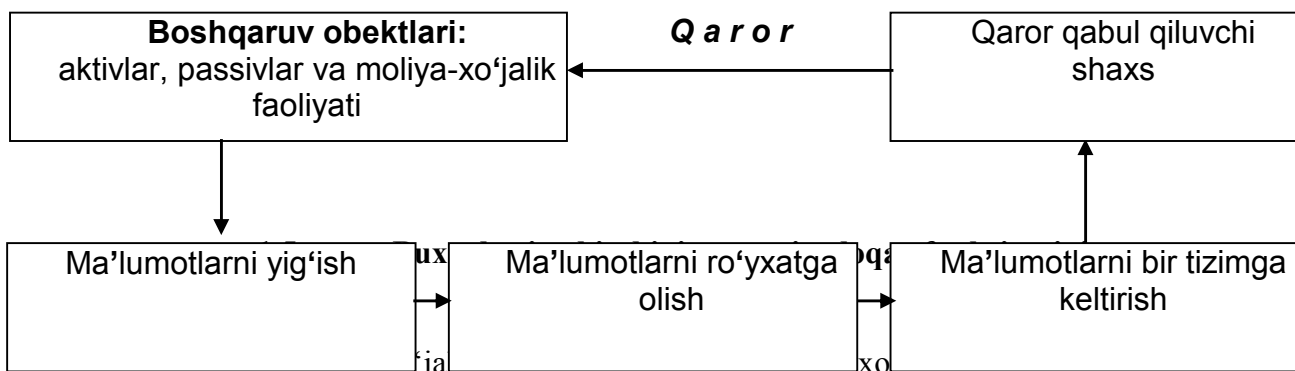 Boshqaruv obektlari:
aktivlar, passivlar va moliya-xo‘jalik
faoliyati
Q a r o r
Qaror qabul qiluvchi
shaxs
Ma’lumotlarni yig‘ish
Ma’lumotlarni ro‘yxatga
olish
Ma’lumotlarni bir tizimga
keltirish